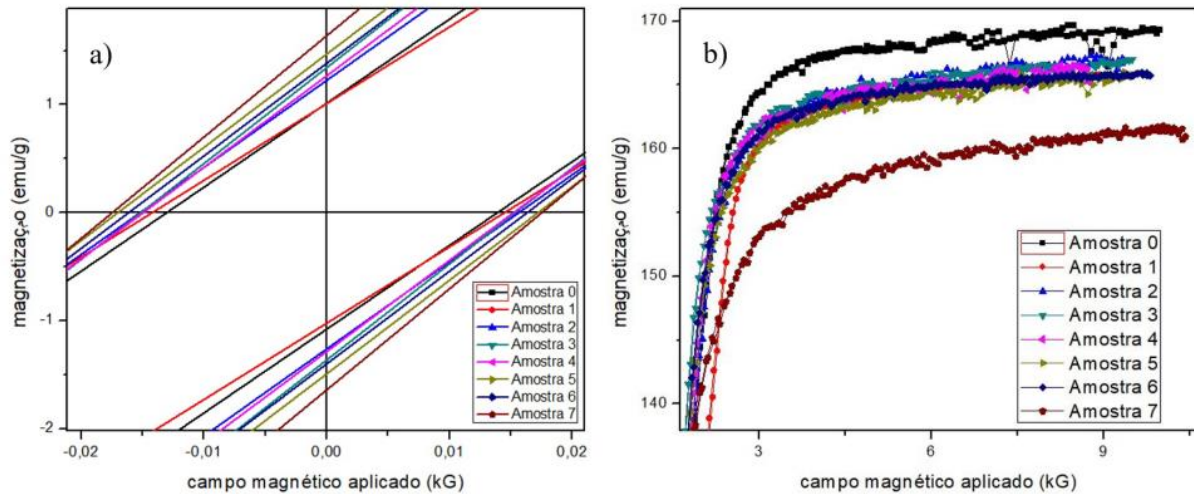 a)
magnetização (emu/g)
1
0
-1
-2
-0,02
-0,01
0,00
0,01
0,02
campo magnético aplicado (kG)
Amostra 0
Amostra 1
Amostra 2
Amostra 3
Amostra 4
Amostra 5
Amostra 6
Amostra 7
b)
magnetização (emu/g)
170
160
150
140
3
6
9
campo magnético aplicado (kG)
Amostra 0
Amostra 1
Amostra 2
Amostra 3
Amostra 4
Amostra 5
Amostra 6
Amostra 7